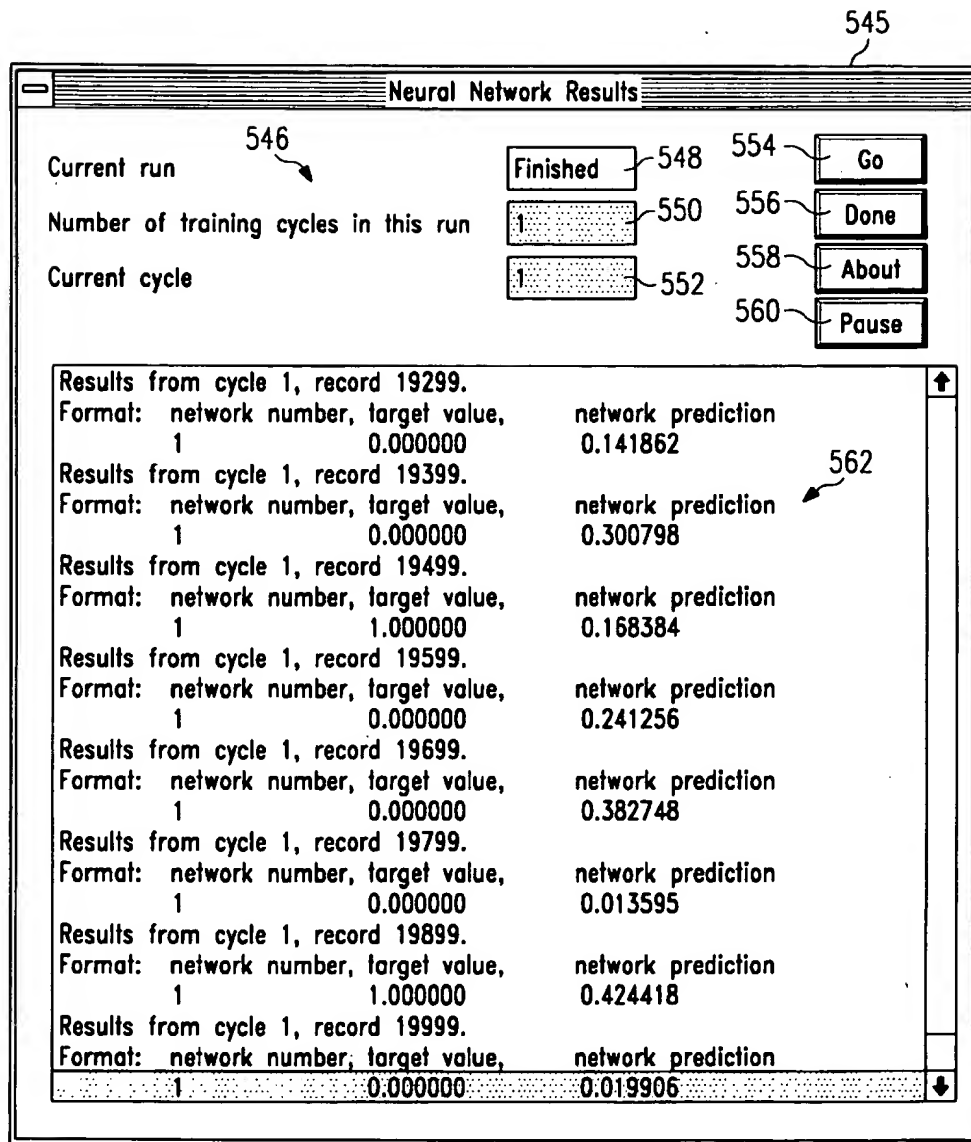 545
Neural Network Results
546
Current run
Finished
548
554
Go
Number of training cycles in this run
1
550
556
Done
Current cycle
1
552
558
About
560
Pause
Results from cycle 1, record 19299.
Format: network number, target value, network prediction
1 0.000000 0.141862
Results from cycle 1, record 19399.
562
Format: network number, target value, network prediction
1 0.000000 0.300798
Results from cycle 1, record 19499.
Format: network number, target value, network prediction
1 1.000000 0.168384
Results from cycle 1, record 19599.
Format: network number, target value, network prediction
1 0.000000 0.241256
Results from cycle 1, record 19699.
Format: network number, target value, network prediction
1 0.000000 0.382748
Results from cycle 1, record 19799.
Format: network number, target value, network prediction
1 0.000000 0.013595
Results from cycle 1, record 19899.
Format: network number, target value, network prediction
1 1.000000 0.424418
Results from cycle 1, record 19999.
Format: network number, target value, network prediction
1 0.000000 0.019906